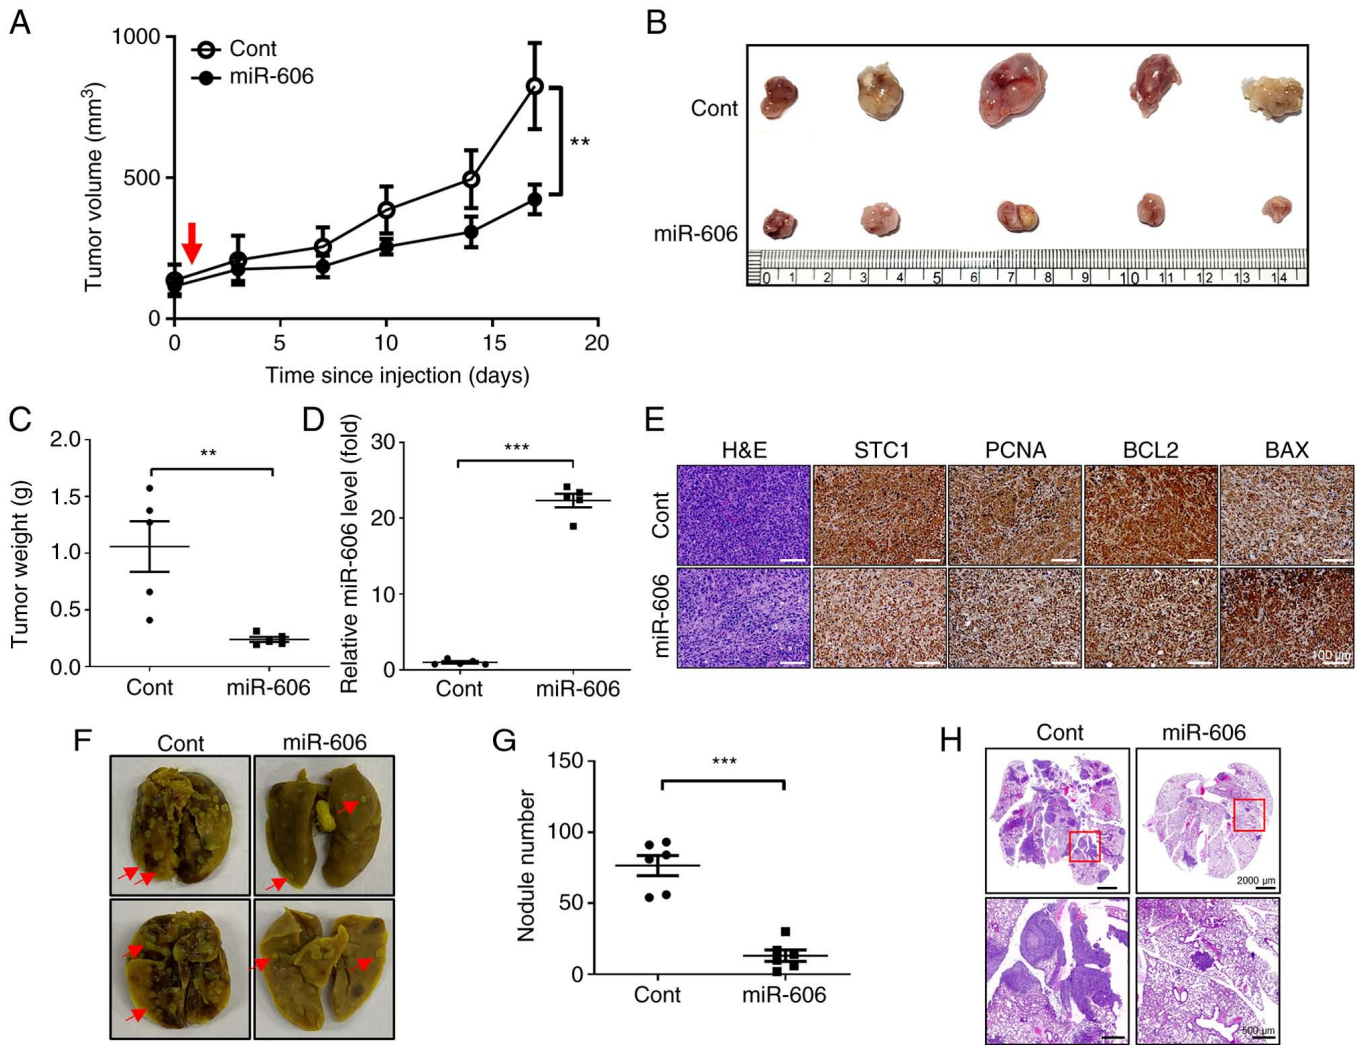 A
1000
Cont
miR-606
Tumor volume (mm³)
500
**
0
0 5 10 15 20
Time since injection (days)
B
Cont
miR-606
0 1 2 3 4 5 6 7 8 9 10 11 12 13 14
C
2.0
**
1.5
Tumor weight (g)
1.0
0.5
0.0
Cont miR-606
D
30
***
Relative miR-606 level (fold)
20
10
0
Cont miR-606
E
H&E STC1 PCNA BCL2 BAX
Cont
miR-606
100 µm
F
Cont miR-606
G
150
***
Nodule number
100
50
0
Cont miR-606
H
Cont miR-606
2000 µm
500 µm